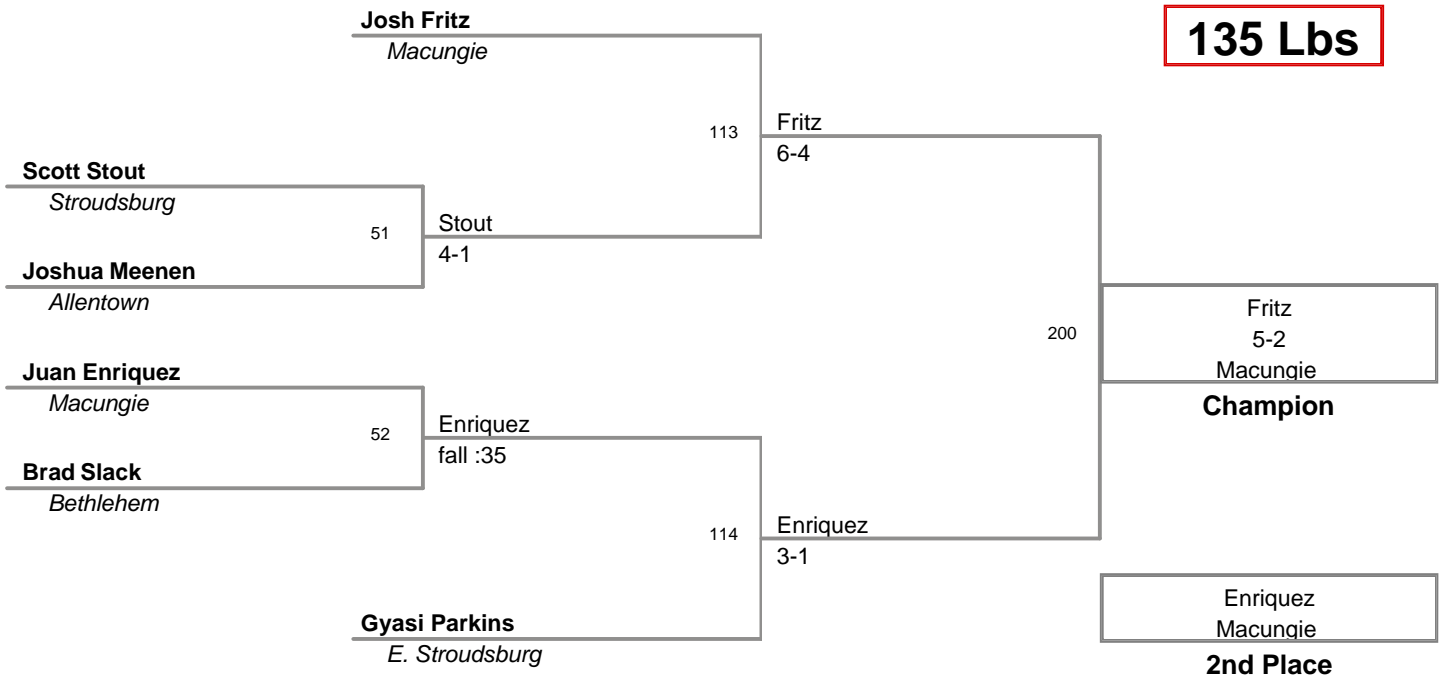 Josh Fritz
Macungie
135 Lbs
113
Fritz
6-4
Scott Stout
Stroudsburg
51
Stout
4-1
Joshua Meenen
Allentown
200
Fritz
5-2
Macungie
Champion
Juan Enriquez
Macungie
52
Enriquez
fall :35
Brad Slack
Bethlehem
114
Enriquez
3-1
Gyasi Parkins
E. Stroudsburg
Enriquez
Macungie
2nd Place